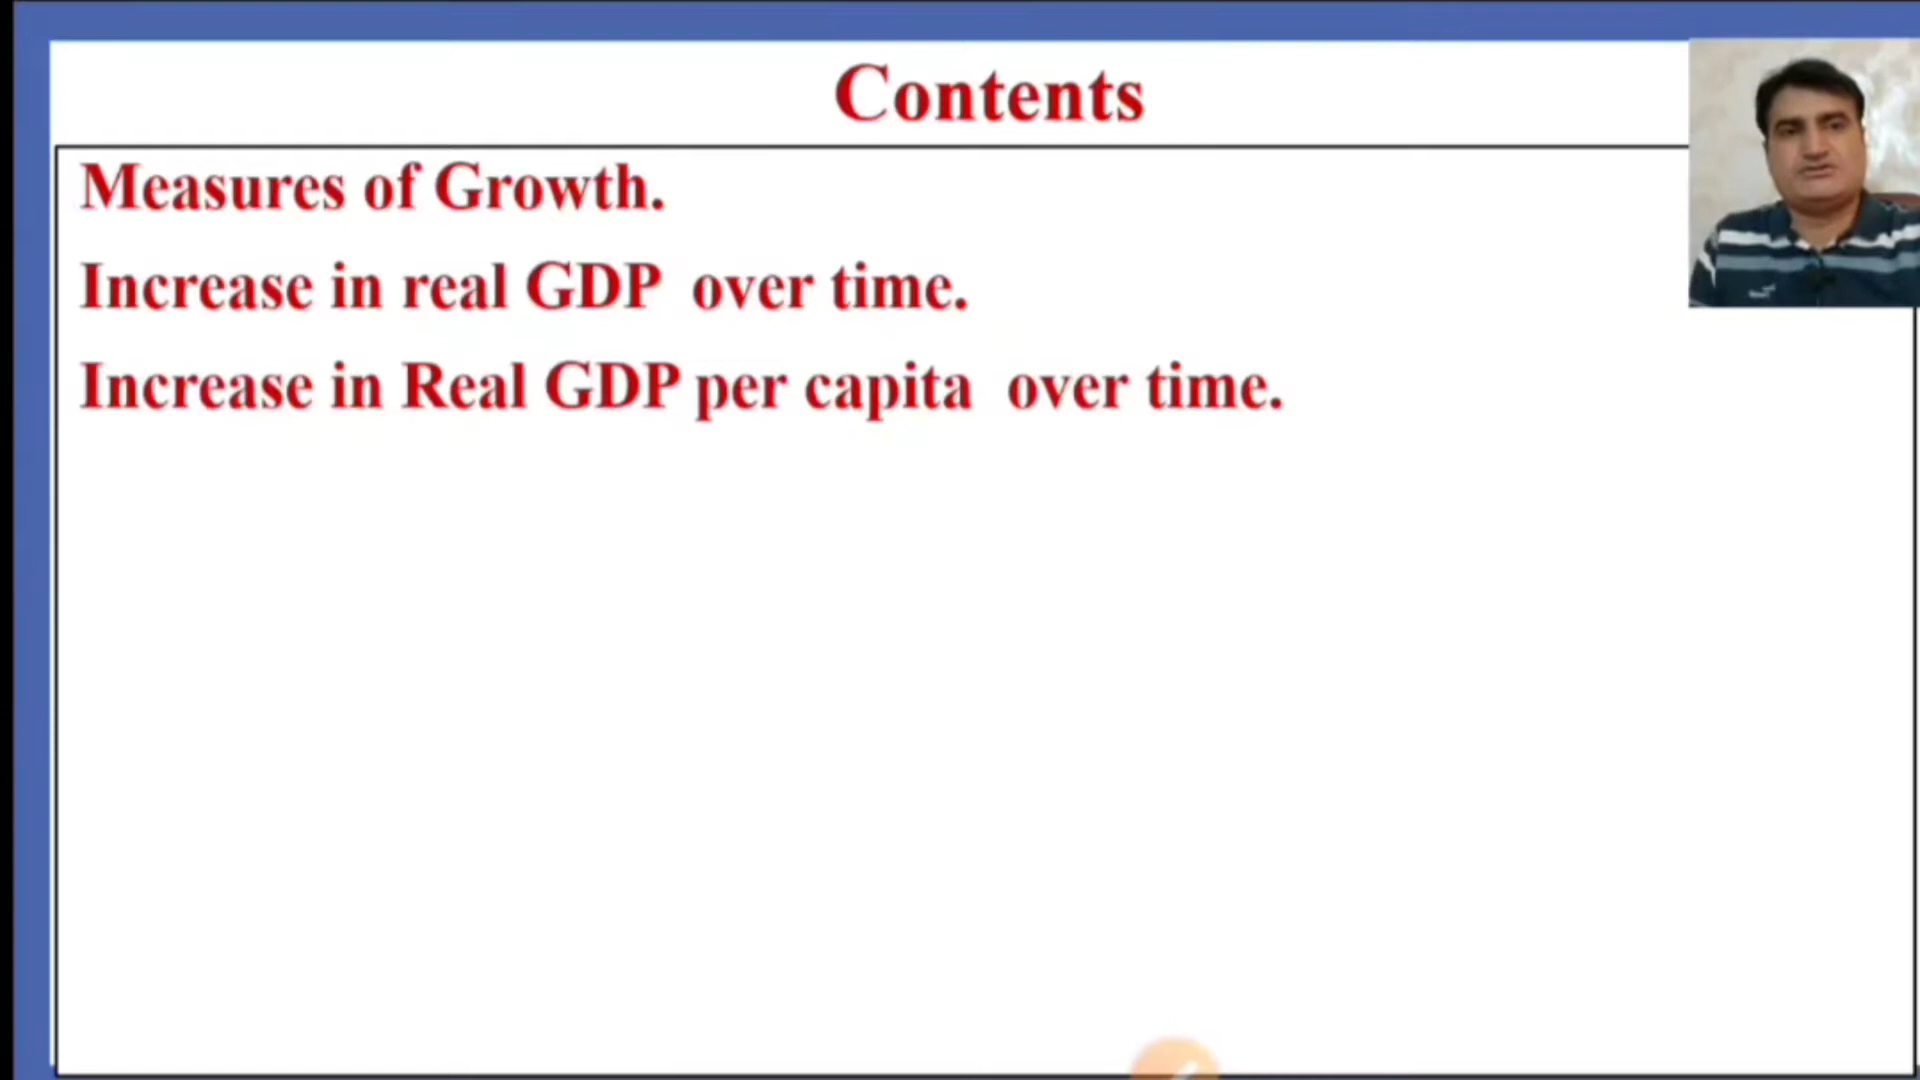 Contents
Measures of Growth.
Increase in real GDP over time.
Increase in Real GDP per capita over time.